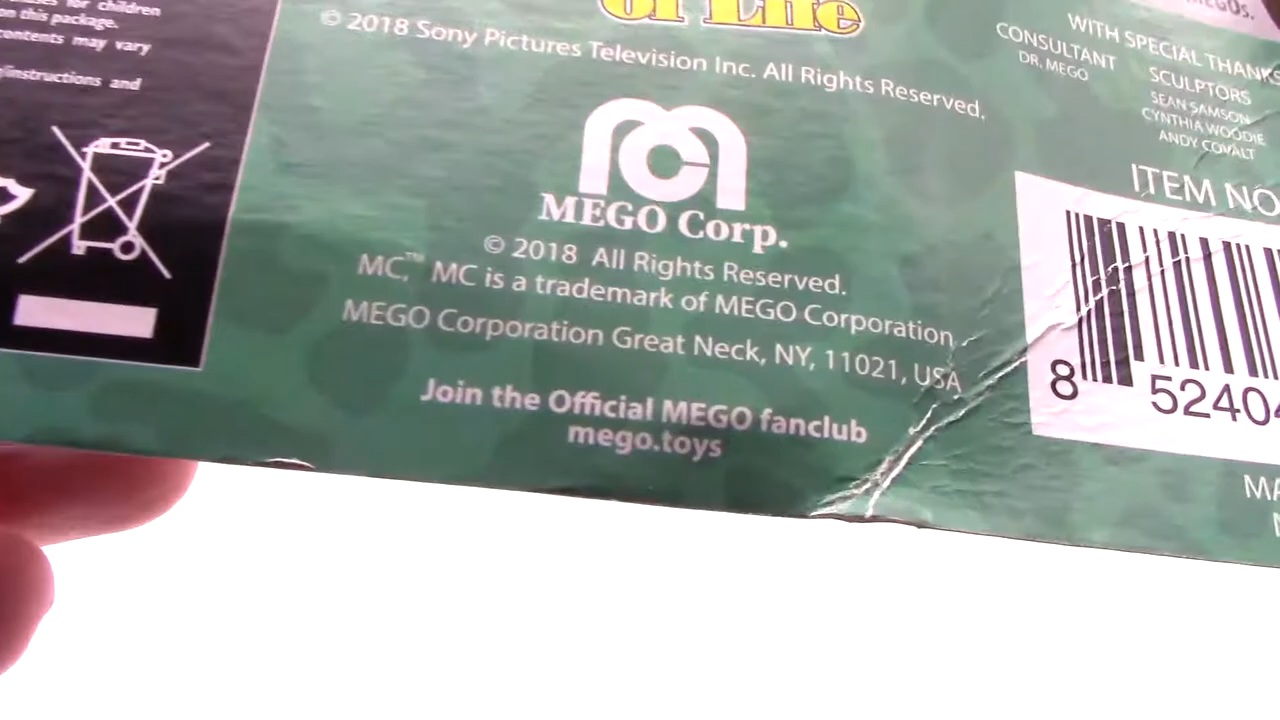 for children
on this package.
contents may vary
instructions and
of Life
© 2018 Sony Pictures Television Inc. All Rights Reserved.
MEGO Corp.
© 2018 All Rights Reserved.
MC,™ MC is a trademark of MEGO Corporation
MEGO Corporation Great Neck, NY, 11021, USA
Join the Official MEGO fanclub
mego.toys
WITH SPECIAL THANKS
CONSULTANT
DR. MEGO
SCULPTORS
SEAN SAMSON
CYNTHIA WOODIE
ANDY COVALT
ITEM NO
8 52404